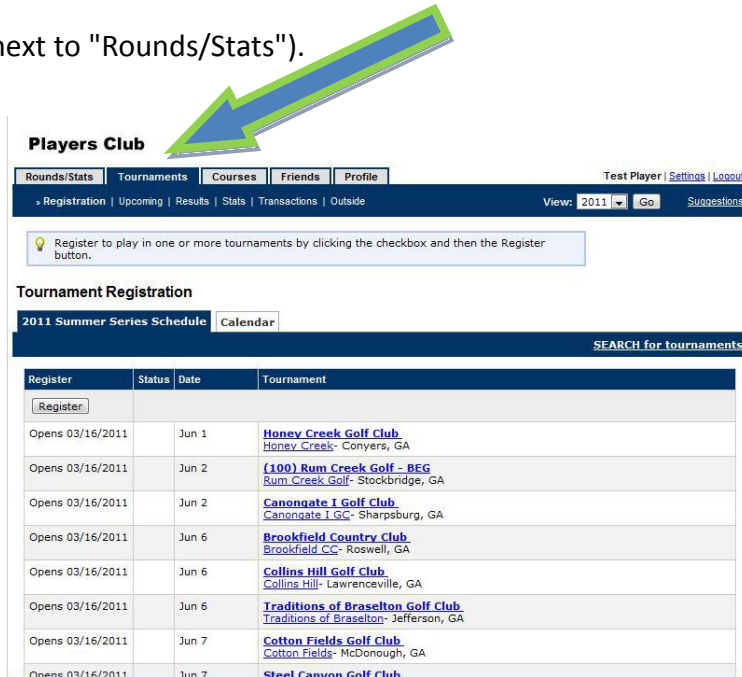 next to "Rounds/Stats").
Players Club
Rounds/Stats Tournaments Courses Friends Profile Test Player | Settings | Logout
» Registration | Upcoming | Results | Stats | Transactions | Outside View: 2011 Go Suggestions
Register to play in one or more tournaments by clicking the checkbox and then the Register
button.
Tournament Registration
2011 Summer Series Schedule Calendar
SEARCH for tournaments
Register Status Date Tournament
Register
Opens 03/16/2011 Jun 1 Honey Creek Golf Club
Honey Creek- Conyers, GA
Opens 03/16/2011 Jun 2 (100) Rum Creek Golf - BEG
Rum Creek Golf- Stockbridge, GA
Opens 03/16/2011 Jun 2 Canongate I Golf Club
Canongate I GC- Sharpsburg, GA
Opens 03/16/2011 Jun 6 Brookfield Country Club
Brookfield CC- Roswell, GA
Opens 03/16/2011 Jun 6 Collins Hill Golf Club
Collins Hill- Lawrenceville, GA
Opens 03/16/2011 Jun 6 Traditions of Braselton Golf Club
Traditions of Braselton- Jefferson, GA
Opens 03/16/2011 Jun 7 Cotton Fields Golf Club
Cotton Fields- McDonough, GA
Opens 03/16/2011 Jun 7 Steel Canyon Golf Club